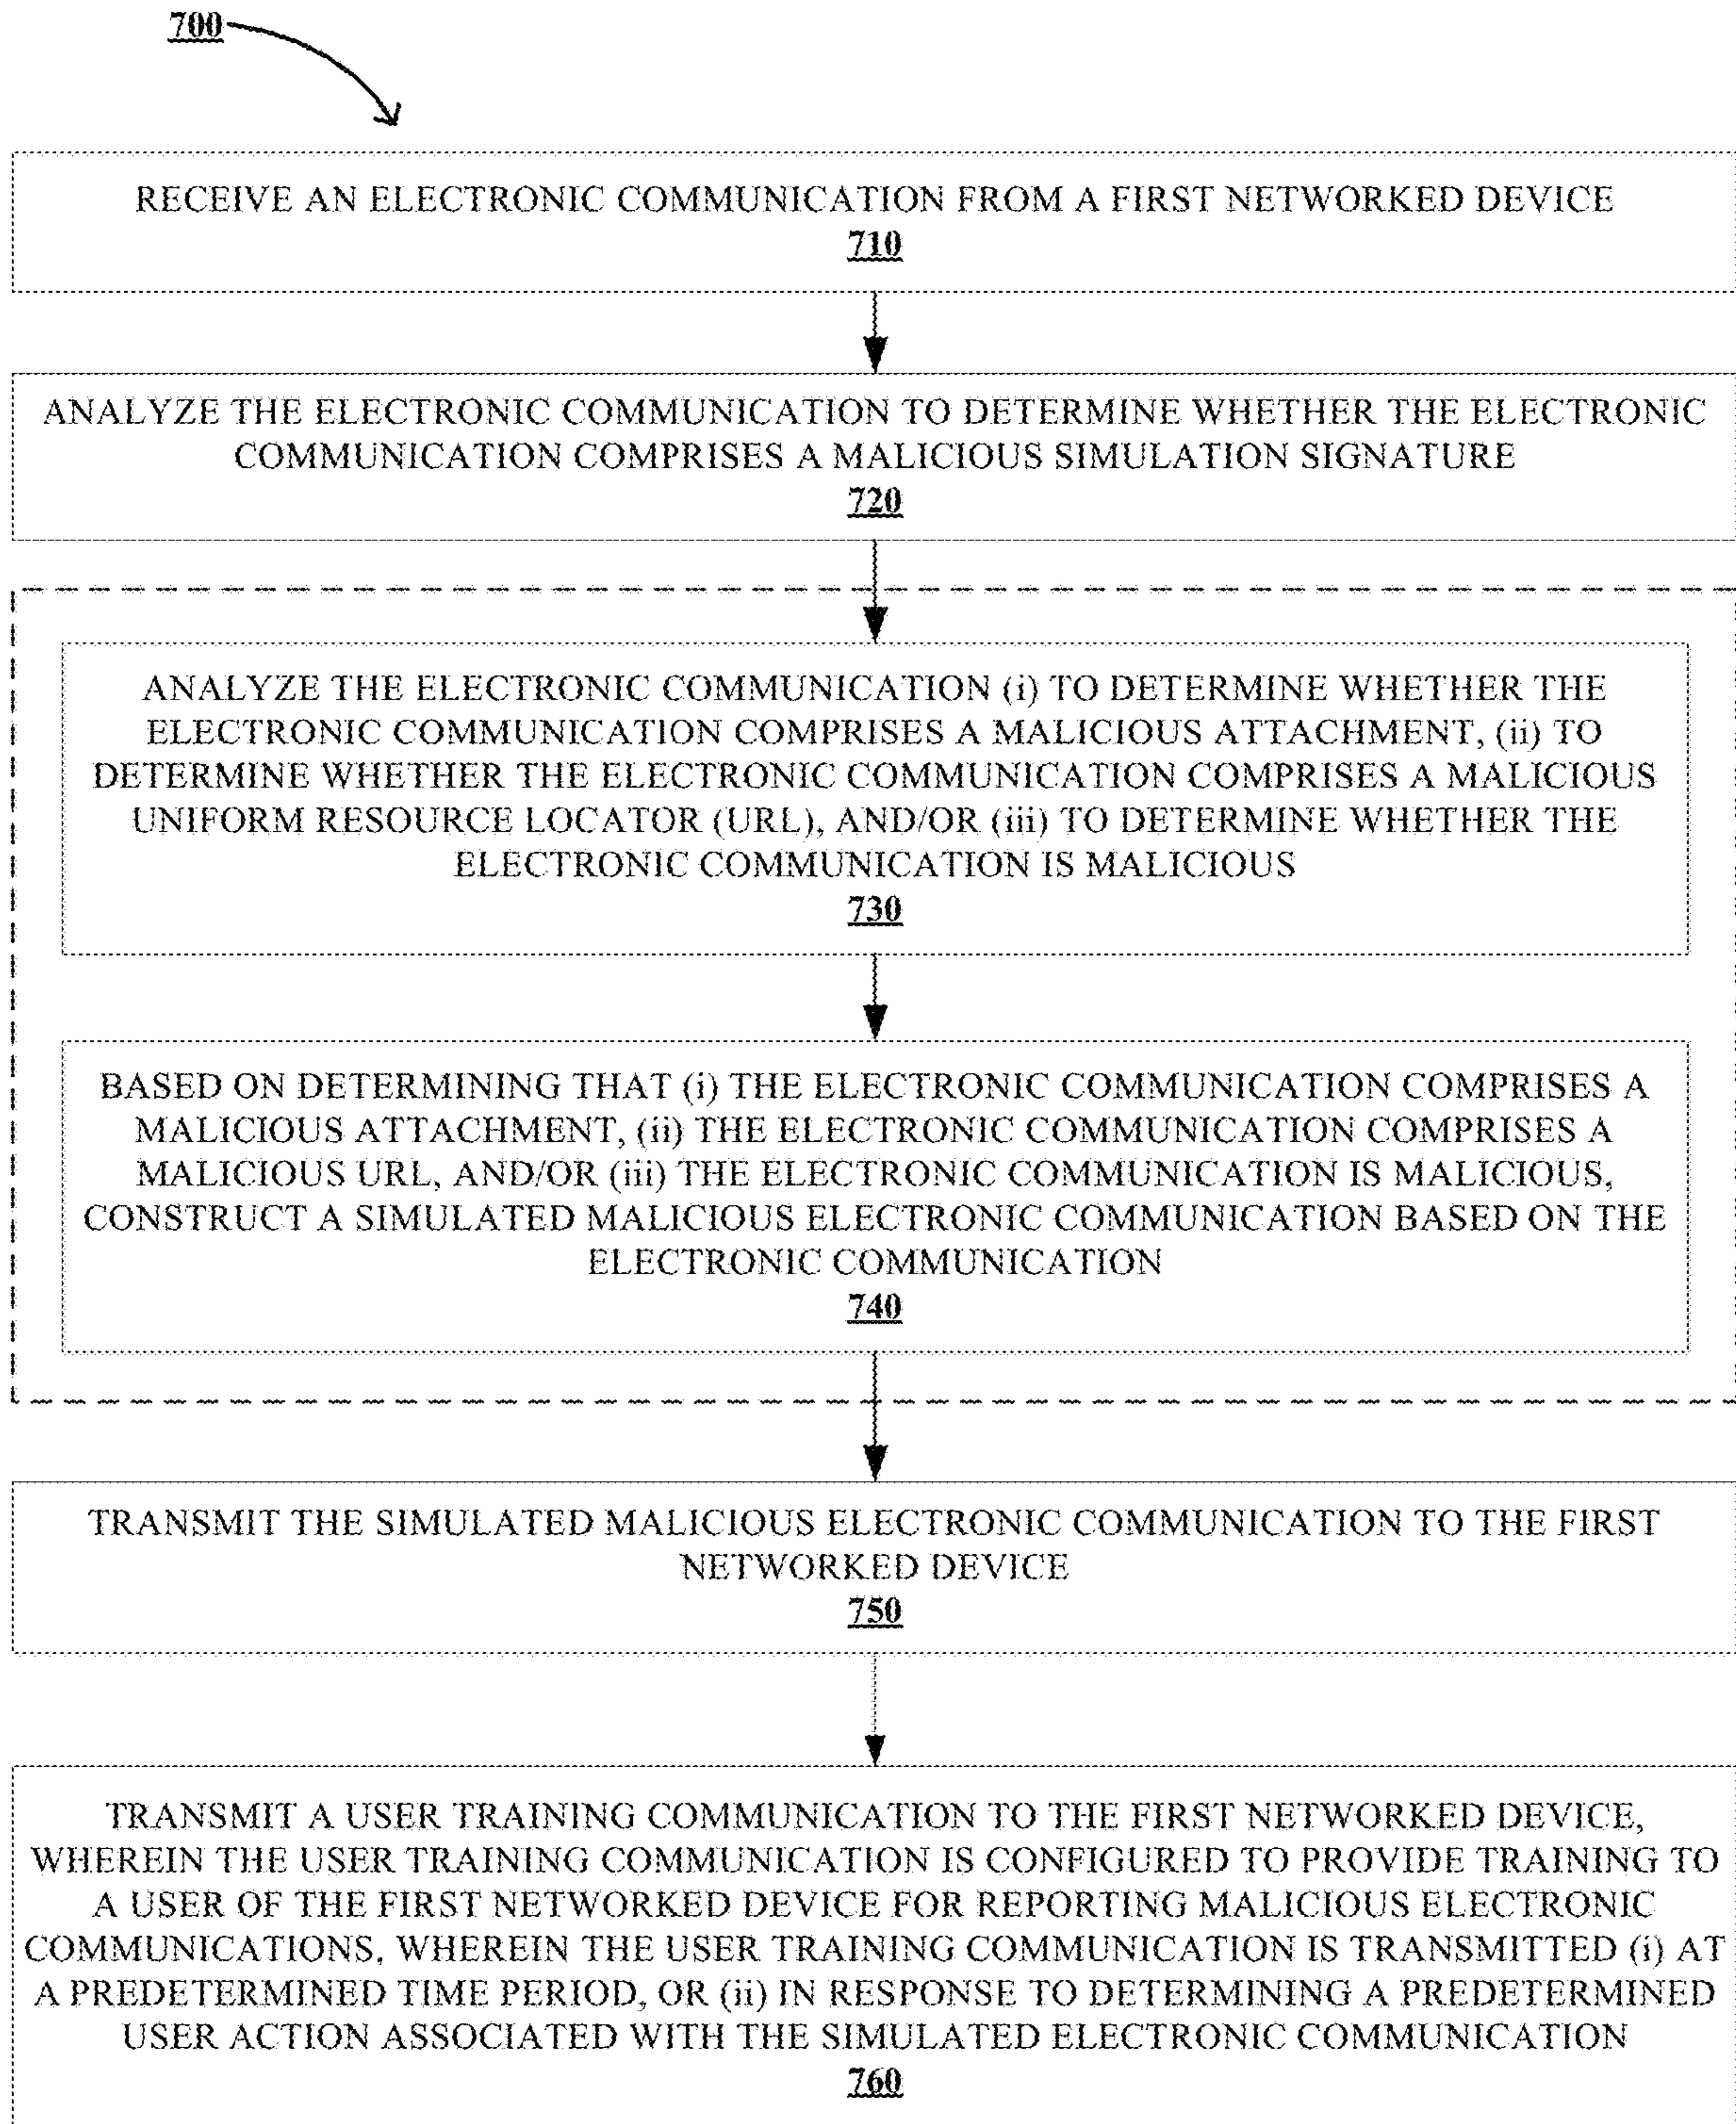 700
RECEIVE AN ELECTRONIC COMMUNICATION FROM A FIRST NETWORKED DEVICE
710
ANALYZE THE ELECTRONIC COMMUNICATION TO DETERMINE WHETHER THE ELECTRONIC
COMMUNICATION COMPRISES A MALICIOUS SIMULATION SIGNATURE
720
ANALYZE THE ELECTRONIC COMMUNICATION (i) TO DETERMINE WHETHER THE
ELECTRONIC COMMUNICATION COMPRISES A MALICIOUS ATTACHMENT, (ii) TO
DETERMINE WHETHER THE ELECTRONIC COMMUNICATION COMPRISES A MALICIOUS
UNIFORM RESOURCE LOCATOR (URL), AND/OR (iii) TO DETERMINE WHETHER THE
ELECTRONIC COMMUNICATION IS MALICIOUS
730
BASED ON DETERMINING THAT (i) THE ELECTRONIC COMMUNICATION COMPRISES A
MALICIOUS ATTACHMENT, (ii) THE ELECTRONIC COMMUNICATION COMPRISES A
MALICIOUS URL, AND/OR (iii) THE ELECTRONIC COMMUNICATION IS MALICIOUS,
CONSTRUCT A SIMULATED MALICIOUS ELECTRONIC COMMUNICATION BASED ON THE
ELECTRONIC COMMUNICATION
740
TRANSMIT THE SIMULATED MALICIOUS ELECTRONIC COMMUNICATION TO THE FIRST
NETWORKED DEVICE
750
TRANSMIT A USER TRAINING COMMUNICATION TO THE FIRST NETWORKED DEVICE,
WHEREIN THE USER TRAINING COMMUNICATION IS CONFIGURED TO PROVIDE TRAINING TO
A USER OF THE FIRST NETWORKED DEVICE FOR REPORTING MALICIOUS ELECTRONIC
COMMUNICATIONS, WHEREIN THE USER TRAINING COMMUNICATION IS TRANSMITTED (i) AT
A PREDETERMINED TIME PERIOD, OR (ii) IN RESPONSE TO DETERMINING A PREDETERMINED
USER ACTION ASSOCIATED WITH THE SIMULATED ELECTRONIC COMMUNICATION
760